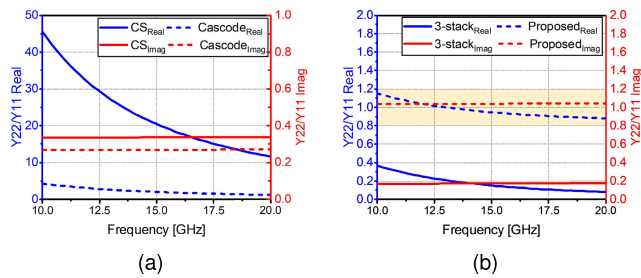 50 1.0 2.0 2.0
CS_Real Cascode_Real
CS_Imag Cascode_Imag
3-stack_Real Proposed_Real
3-stack_Imag Proposed_Imag
40 0.8 1.8 1.8
1.6 1.6
30 0.6 1.4 1.4
1.2 1.2
20 0.4 1.0 1.0
0.8 0.8
10 0.2 0.6 0.6
0.4 0.4
0.2 0.2
0 0.0 0.0 0.0
Y22/Y11 Real
Y22/Y11 Imag
Y22/Y11 Real
Y22/Y11 Imag
10.0 12.5 15.0 17.5 20.0
10.0 12.5 15.0 17.5 20.0
Frequency [GHz]
Frequency [GHz]
(a)
(b)